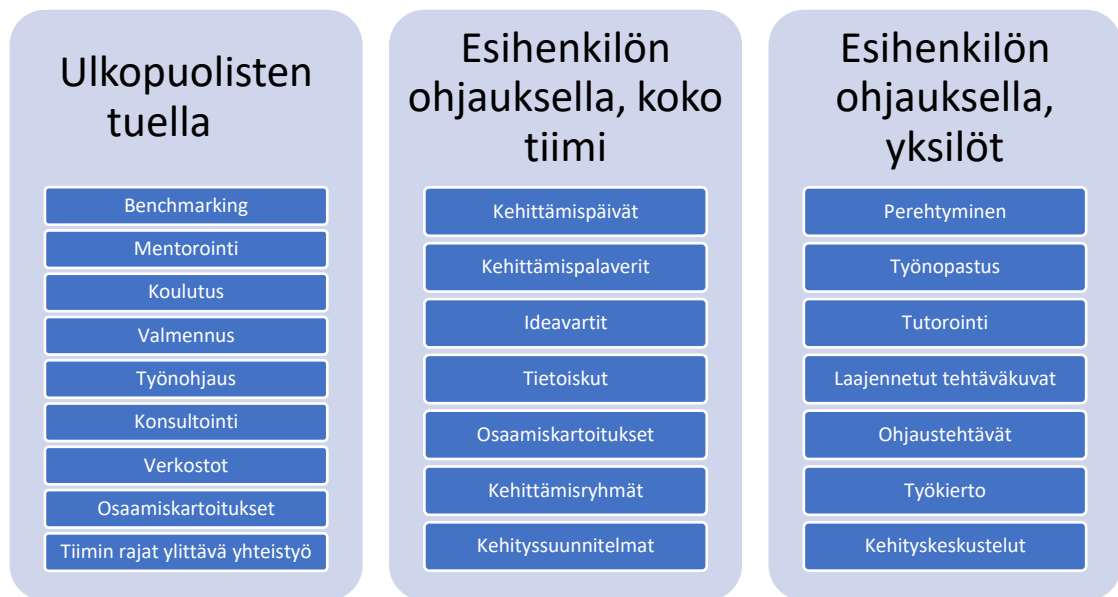 Ulkopuolisten
tuella
Benchmarking
Mentorointi
Koulutus
Valmennus
Työnohjaus
Konsultointi
Verkostot
Osaamiskartoitukset
Tiimin rajat ylittävä yhteistyö
Esihenkilön
ohjauksella, koko
tiimi
Kehittämispäivät
Kehittämispalaverit
Ideavartit
Tietoiskut
Osaamiskartoitukset
Kehittämisryhmät
Kehityssuunnitelmat
Esihenkilön
ohjauksella,
yksilöt
Perehtyminen
Työnopastus
Tutorointi
Laajennetut tehtäväkuvat
Ohjaustehtävät
Työkierto
Kehityskeskustelut